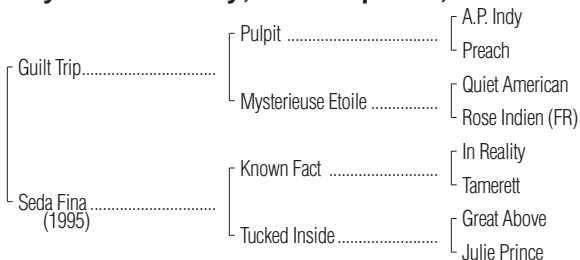 A.P. Indy
Pulpit ..................................
Preach
Guilt Trip..............................
Quiet American
Mysterieuse Etoile ...............
Rose Indien (FR)
In Reality
Known Fact ........................
Tamerett
Seda Fina ............................
(1995)
Great Above
Tucked Inside.......................
Julie Prince